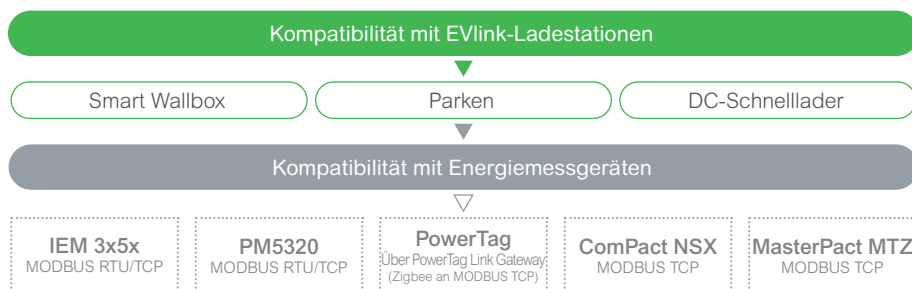 Kompatibilität mit EVlink-Ladestationen
Smart Wallbox
Parken
DC-Schnelllader
Kompatibilität mit Energiemessgeräten
IEM 3x5x
MODBUS RTU/TCP
PM5320
MODBUS RTU/TCP
PowerTag
Über PowerTag Link Gateway
(Zigbee an MODBUS TCP)
ComPact NSX
MODBUS TCP
MasterPact MTZ
MODBUS TCP